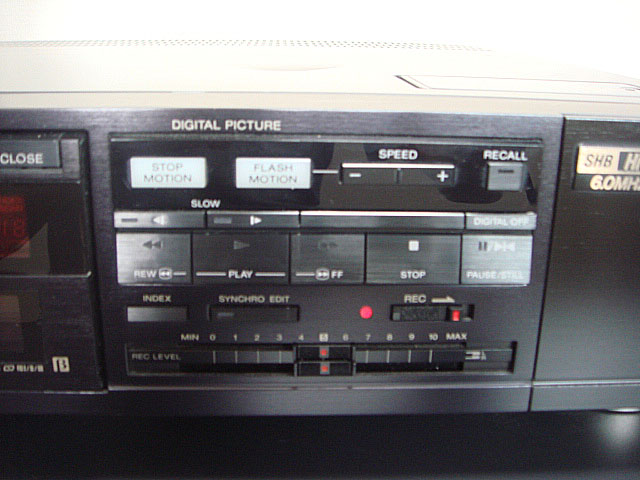 DIGITAL PICTURE
CLOSE
STOP MOTION
FLASH MOTION
SPEED
- +
RECALL
SHB HI
6.0MH
SLOW
DIGITAL OFF
REW
PLAY
FF
STOP
PAUSE/STILL
INDEX
SYNCHRO EDIT
REC
MIN 0 1 2 3 4 5 6 7 8 9 10 MAX
REC LEVEL
β